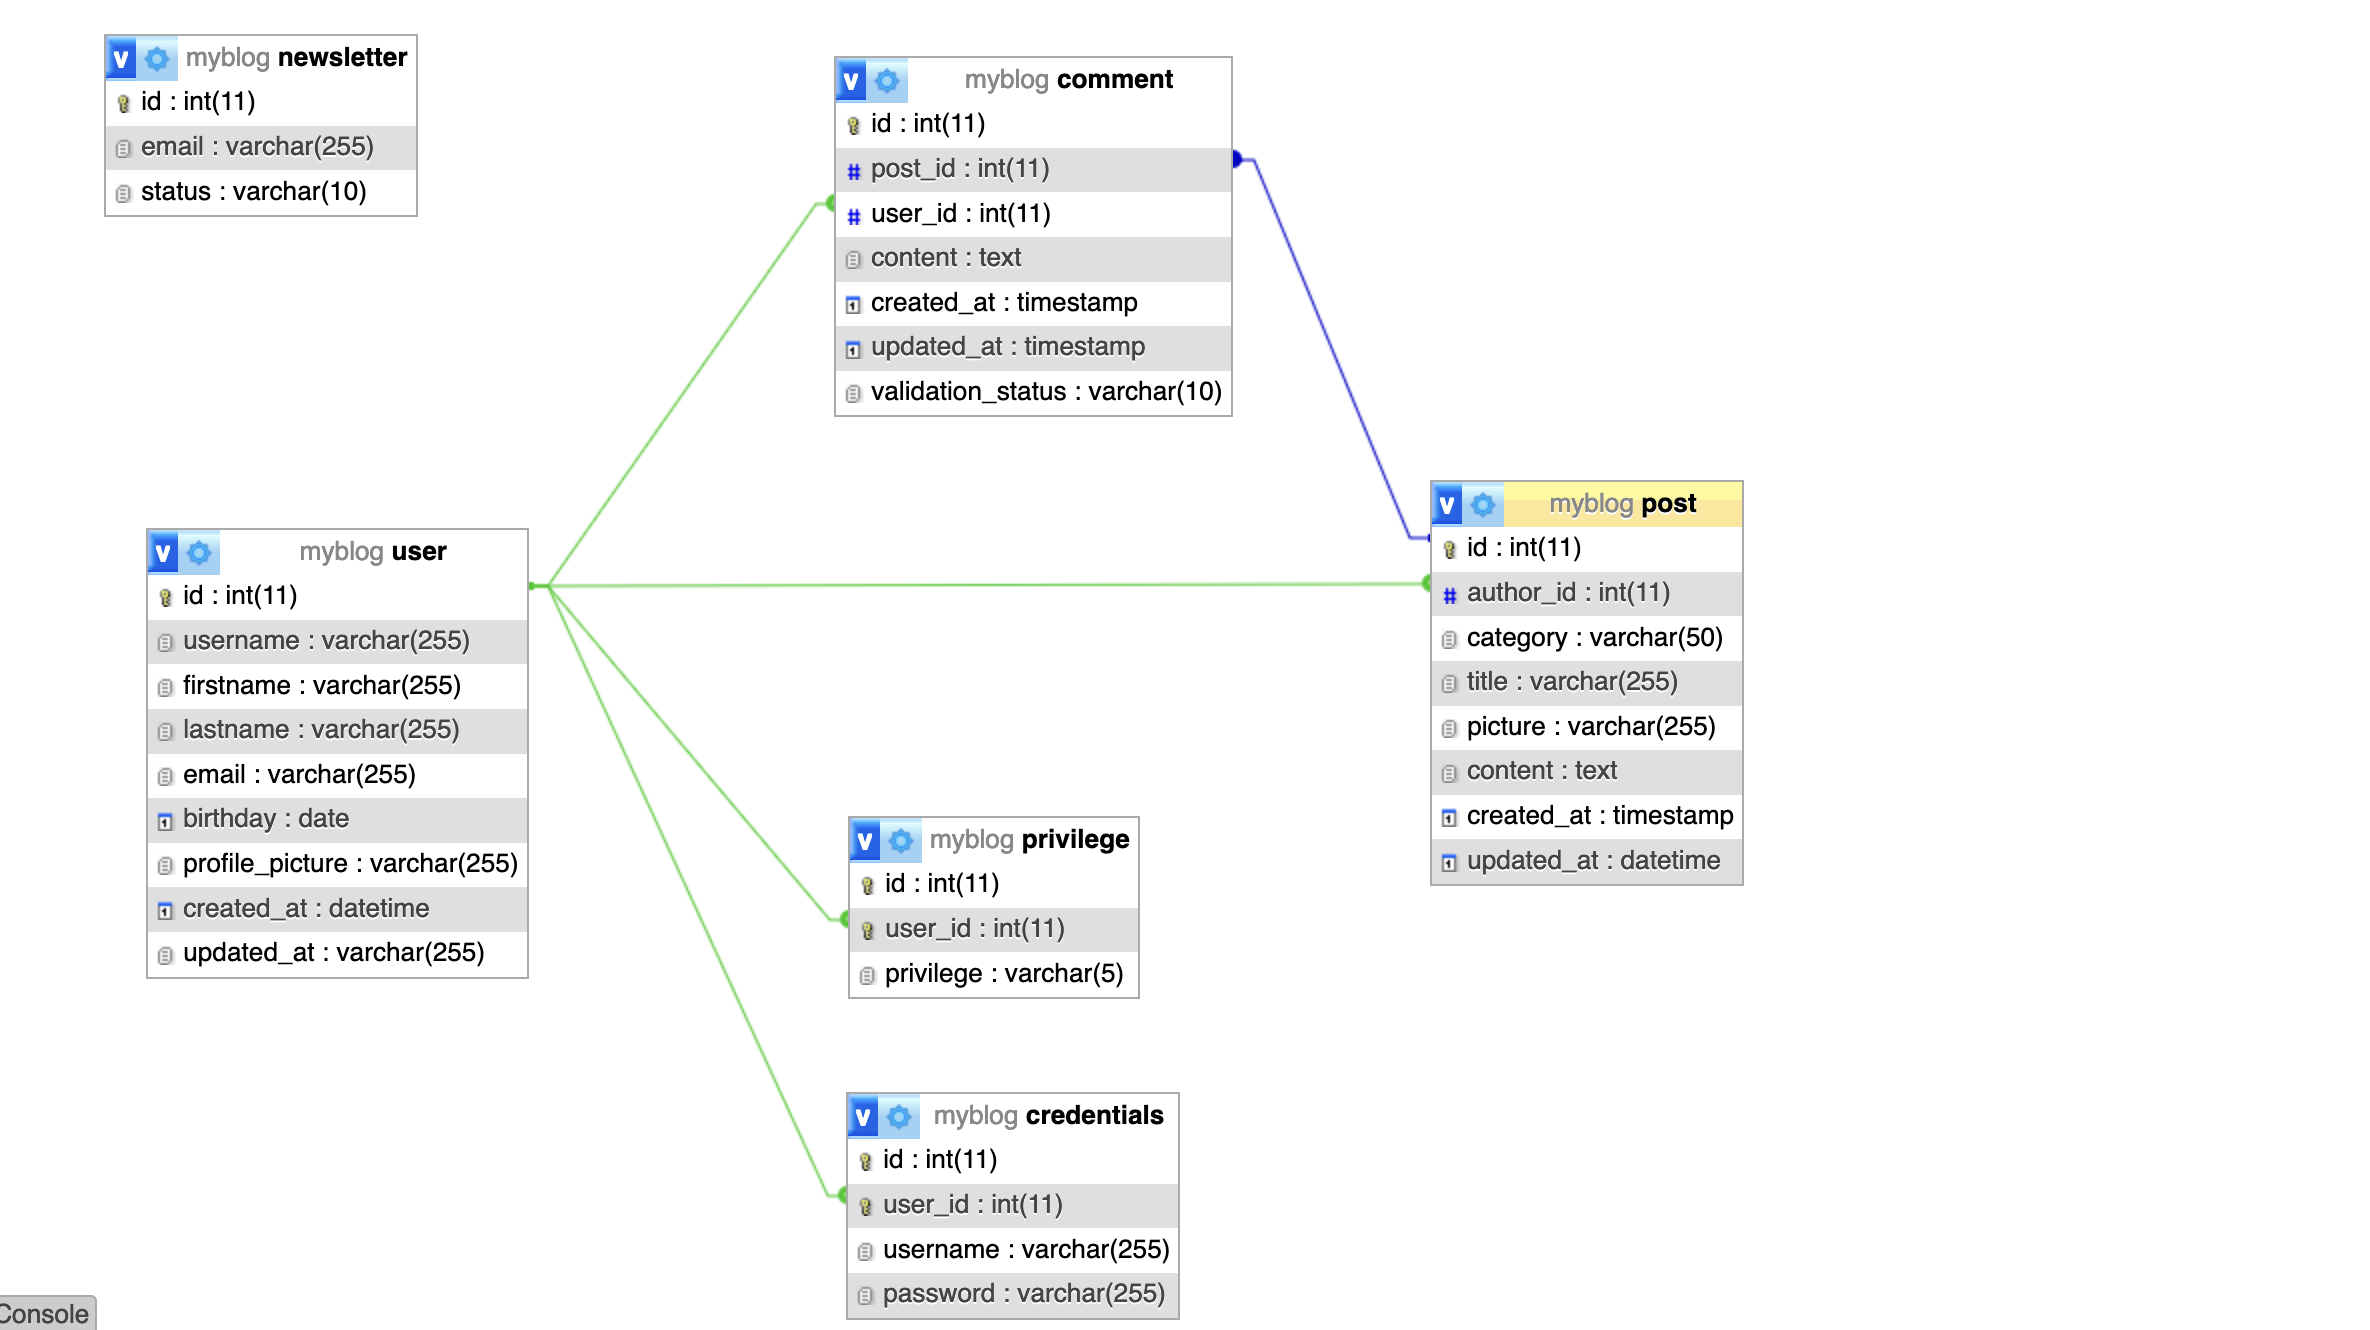 myblog newsletter
id : int(11)
email : varchar(255)
status : varchar(10)
myblog comment
id : int(11)
post_id : int(11)
user_id : int(11)
content : text
created_at : timestamp
updated_at : timestamp
validation_status : varchar(10)
myblog user
id : int(11)
username : varchar(255)
firstname : varchar(255)
lastname : varchar(255)
email : varchar(255)
birthday : date
profile_picture : varchar(255)
created_at : datetime
updated_at : varchar(255)
myblog post
id : int(11)
author_id : int(11)
category : varchar(50)
title : varchar(255)
picture : varchar(255)
content : text
created_at : timestamp
updated_at : datetime
myblog privilege
id : int(11)
user_id : int(11)
privilege : varchar(5)
myblog credentials
id : int(11)
user_id : int(11)
username : varchar(255)
password : varchar(255)
Console